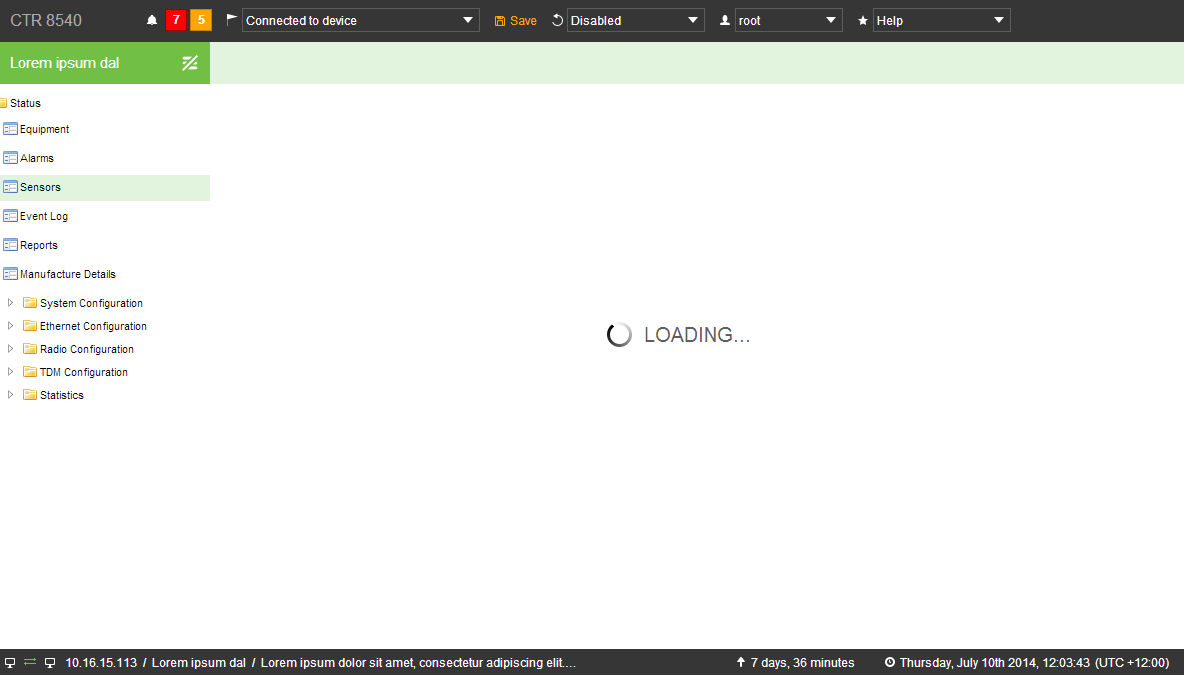 CTR 8540 7 5 Connected to device Save Disabled root Help
Lorem ipsum dal
Status
Equipment
Alarms
Sensors
Event Log
Reports
Manufacture Details
System Configuration
Ethernet Configuration
Radio Configuration
TDM Configuration
Statistics
LOADING...
10.16.15.113 / Lorem ipsum dal / Lorem ipsum dolor sit amet, consectetur adipiscing elit.... 7 days, 36 minutes Thursday, July 10th 2014, 12:03:43 (UTC +12:00)